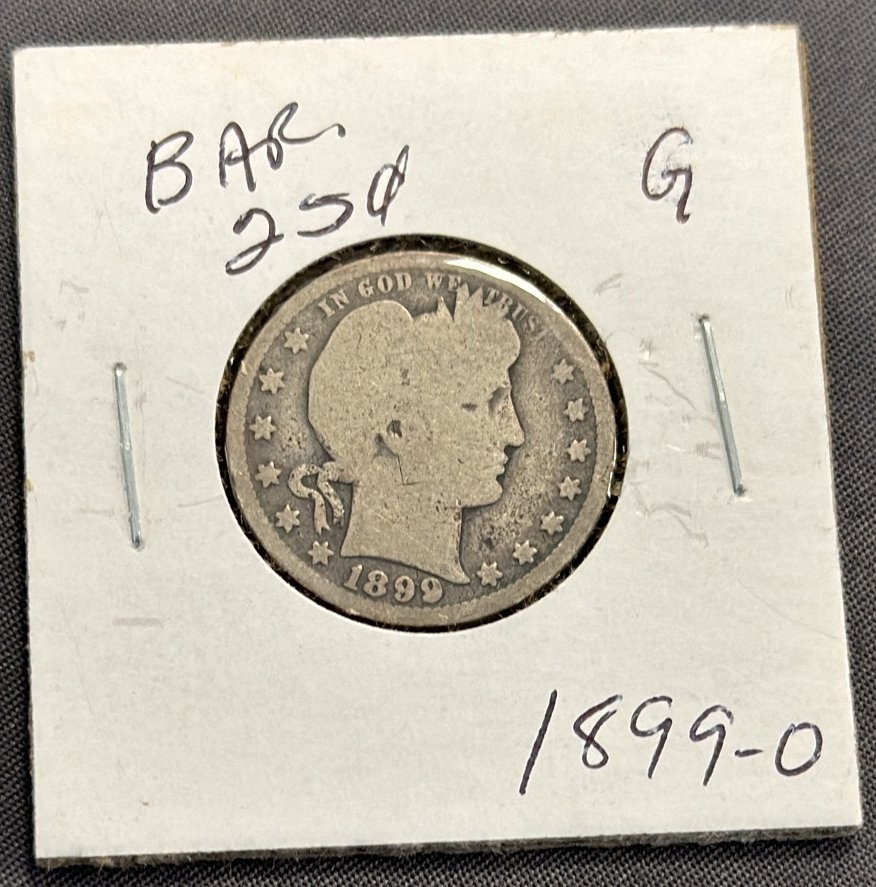 BAR.
25¢
G
IN GOD WE TRUST
1899
1899-O